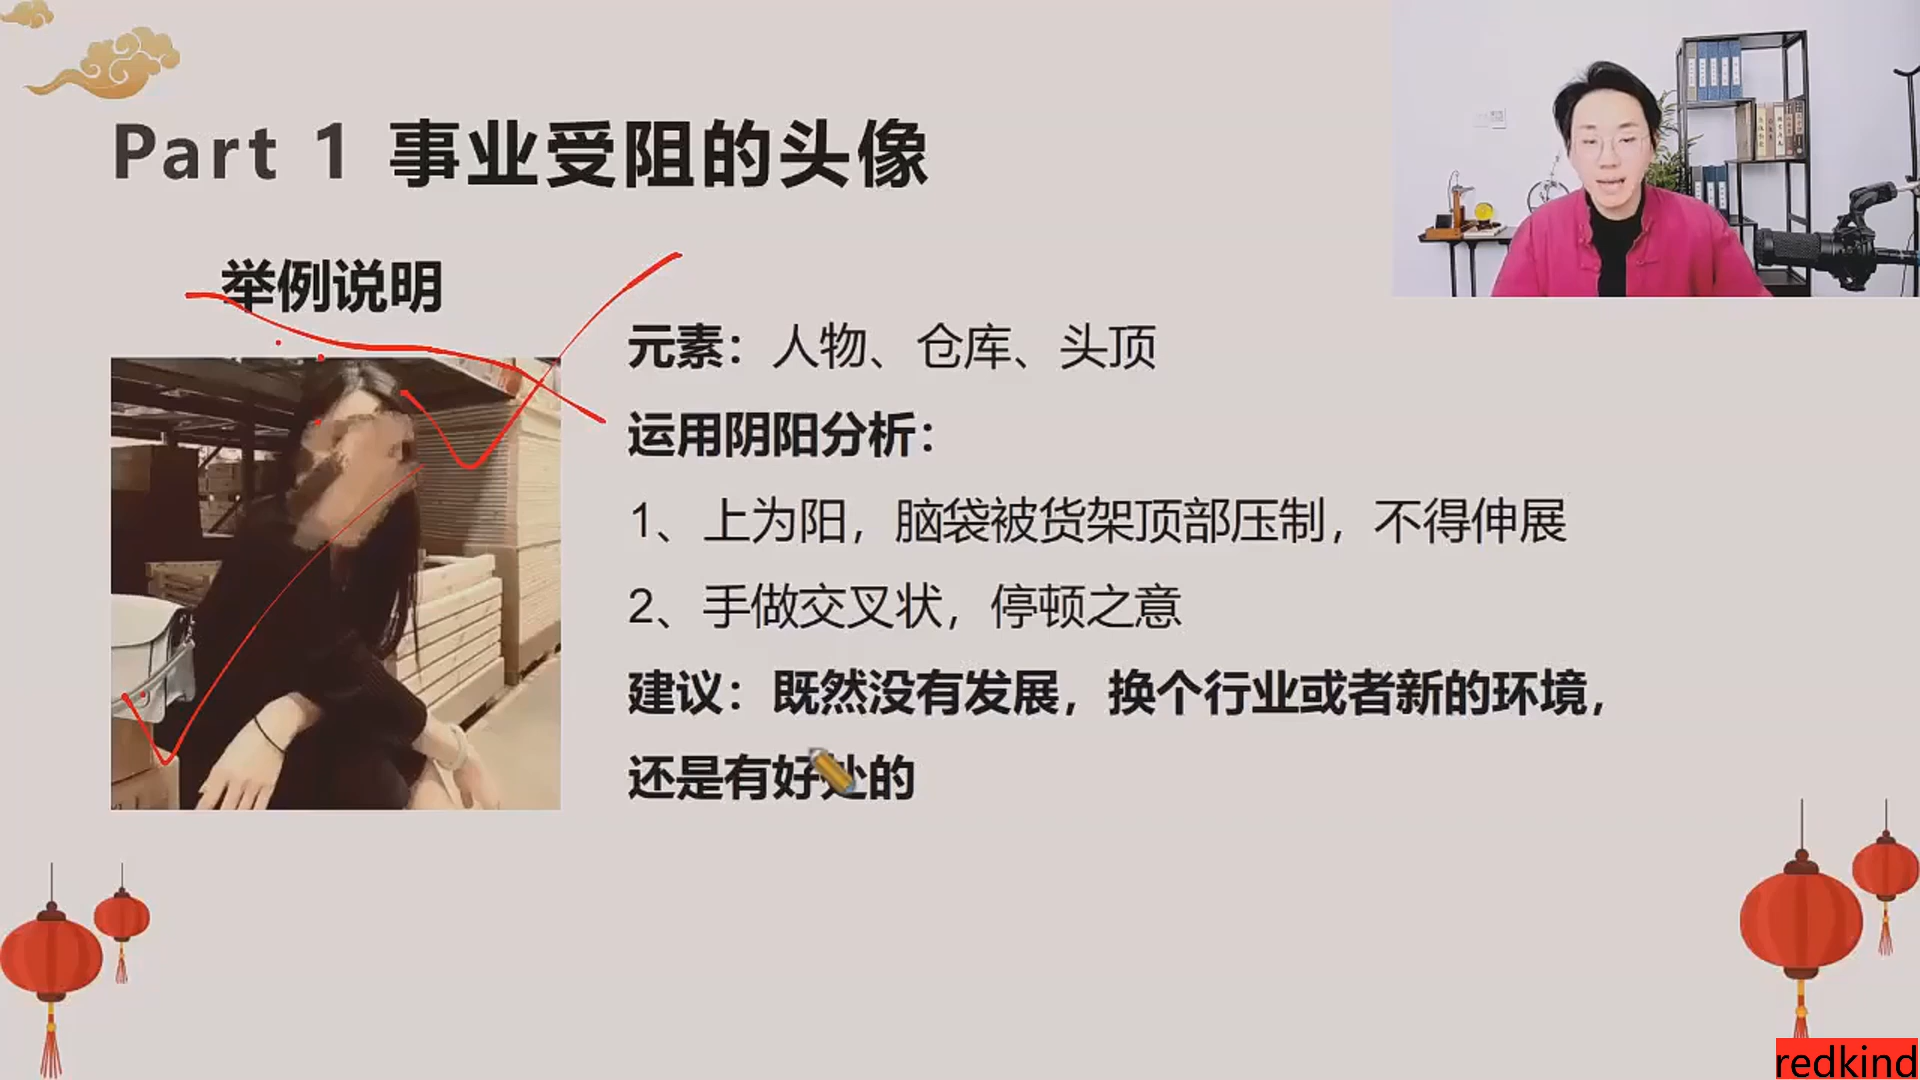 Part 1 事业受阻的头像
举例说明
元素：人物、仓库、头顶
运用阴阳分析：
1、上为阳，脑袋被货架顶部压制，不得伸展
2、手做交叉状，停顿之意
建议：既然没有发展，换个行业或者新的环境，
还是有好处的
redkind